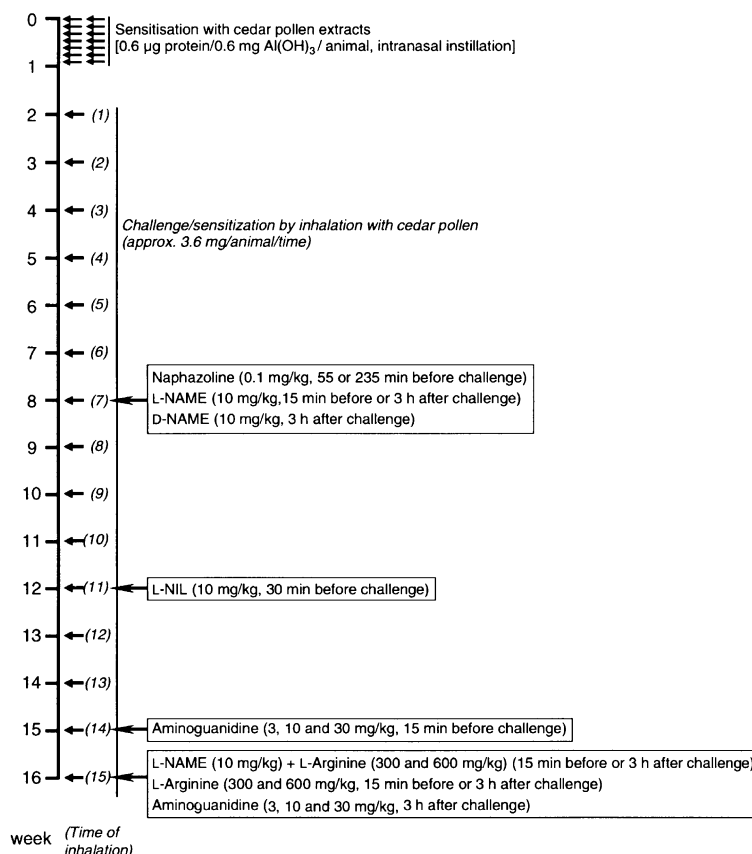 0
Sensitisation with cedar pollen extracts
[0.6 µg protein/0.6 mg Al(OH)3/ animal, intranasal instillation]
1
2 (1)
3 (2)
4 (3)
Challenge/sensitization by inhalation with cedar pollen
(approx. 3.6 mg/animal/time)
5 (4)
6 (5)
7 (6)
Naphazoline (0.1 mg/kg, 55 or 235 min before challenge)
8 (7) L-NAME (10 mg/kg,15 min before or 3 h after challenge)
D-NAME (10 mg/kg, 3 h after challenge)
9 (8)
10 (9)
11 (10)
12 (11) L-NIL (10 mg/kg, 30 min before challenge)
13 (12)
14 (13)
15 (14) Aminoguanidine (3, 10 and 30 mg/kg, 15 min before challenge)
L-NAME (10 mg/kg) + L-Arginine (300 and 600 mg/kg) (15 min before or 3 h after challenge)
16 (15) L-Arginine (300 and 600 mg/kg, 15 min before or 3 h after challenge)
Aminoguanidine (3, 10 and 30 mg/kg, 3 h after challenge)
week (Time of
inhalation)